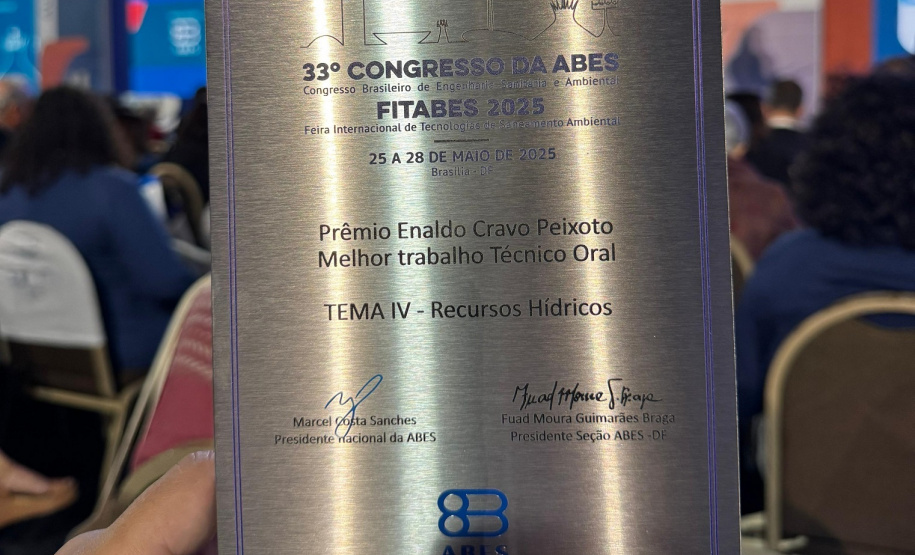 33º CONGRESSO DA ABES
Congresso Brasileiro de Engenharia Sanitária e Ambiental
FITABES 2025
Feira Internacional de Tecnologias de Saneamento Ambiental
25 A 28 DE MAIO DE 2025
Brasília - DF
Prêmio Enaldo Cravo Peixoto
Melhor trabalho Técnico Oral
TEMA IV - Recursos Hídricos
Marcel Costa Sanches
Presidente nacional da ABES
Fuad Moura Guimarães Braga
Presidente Seção ABES -DF
ABES